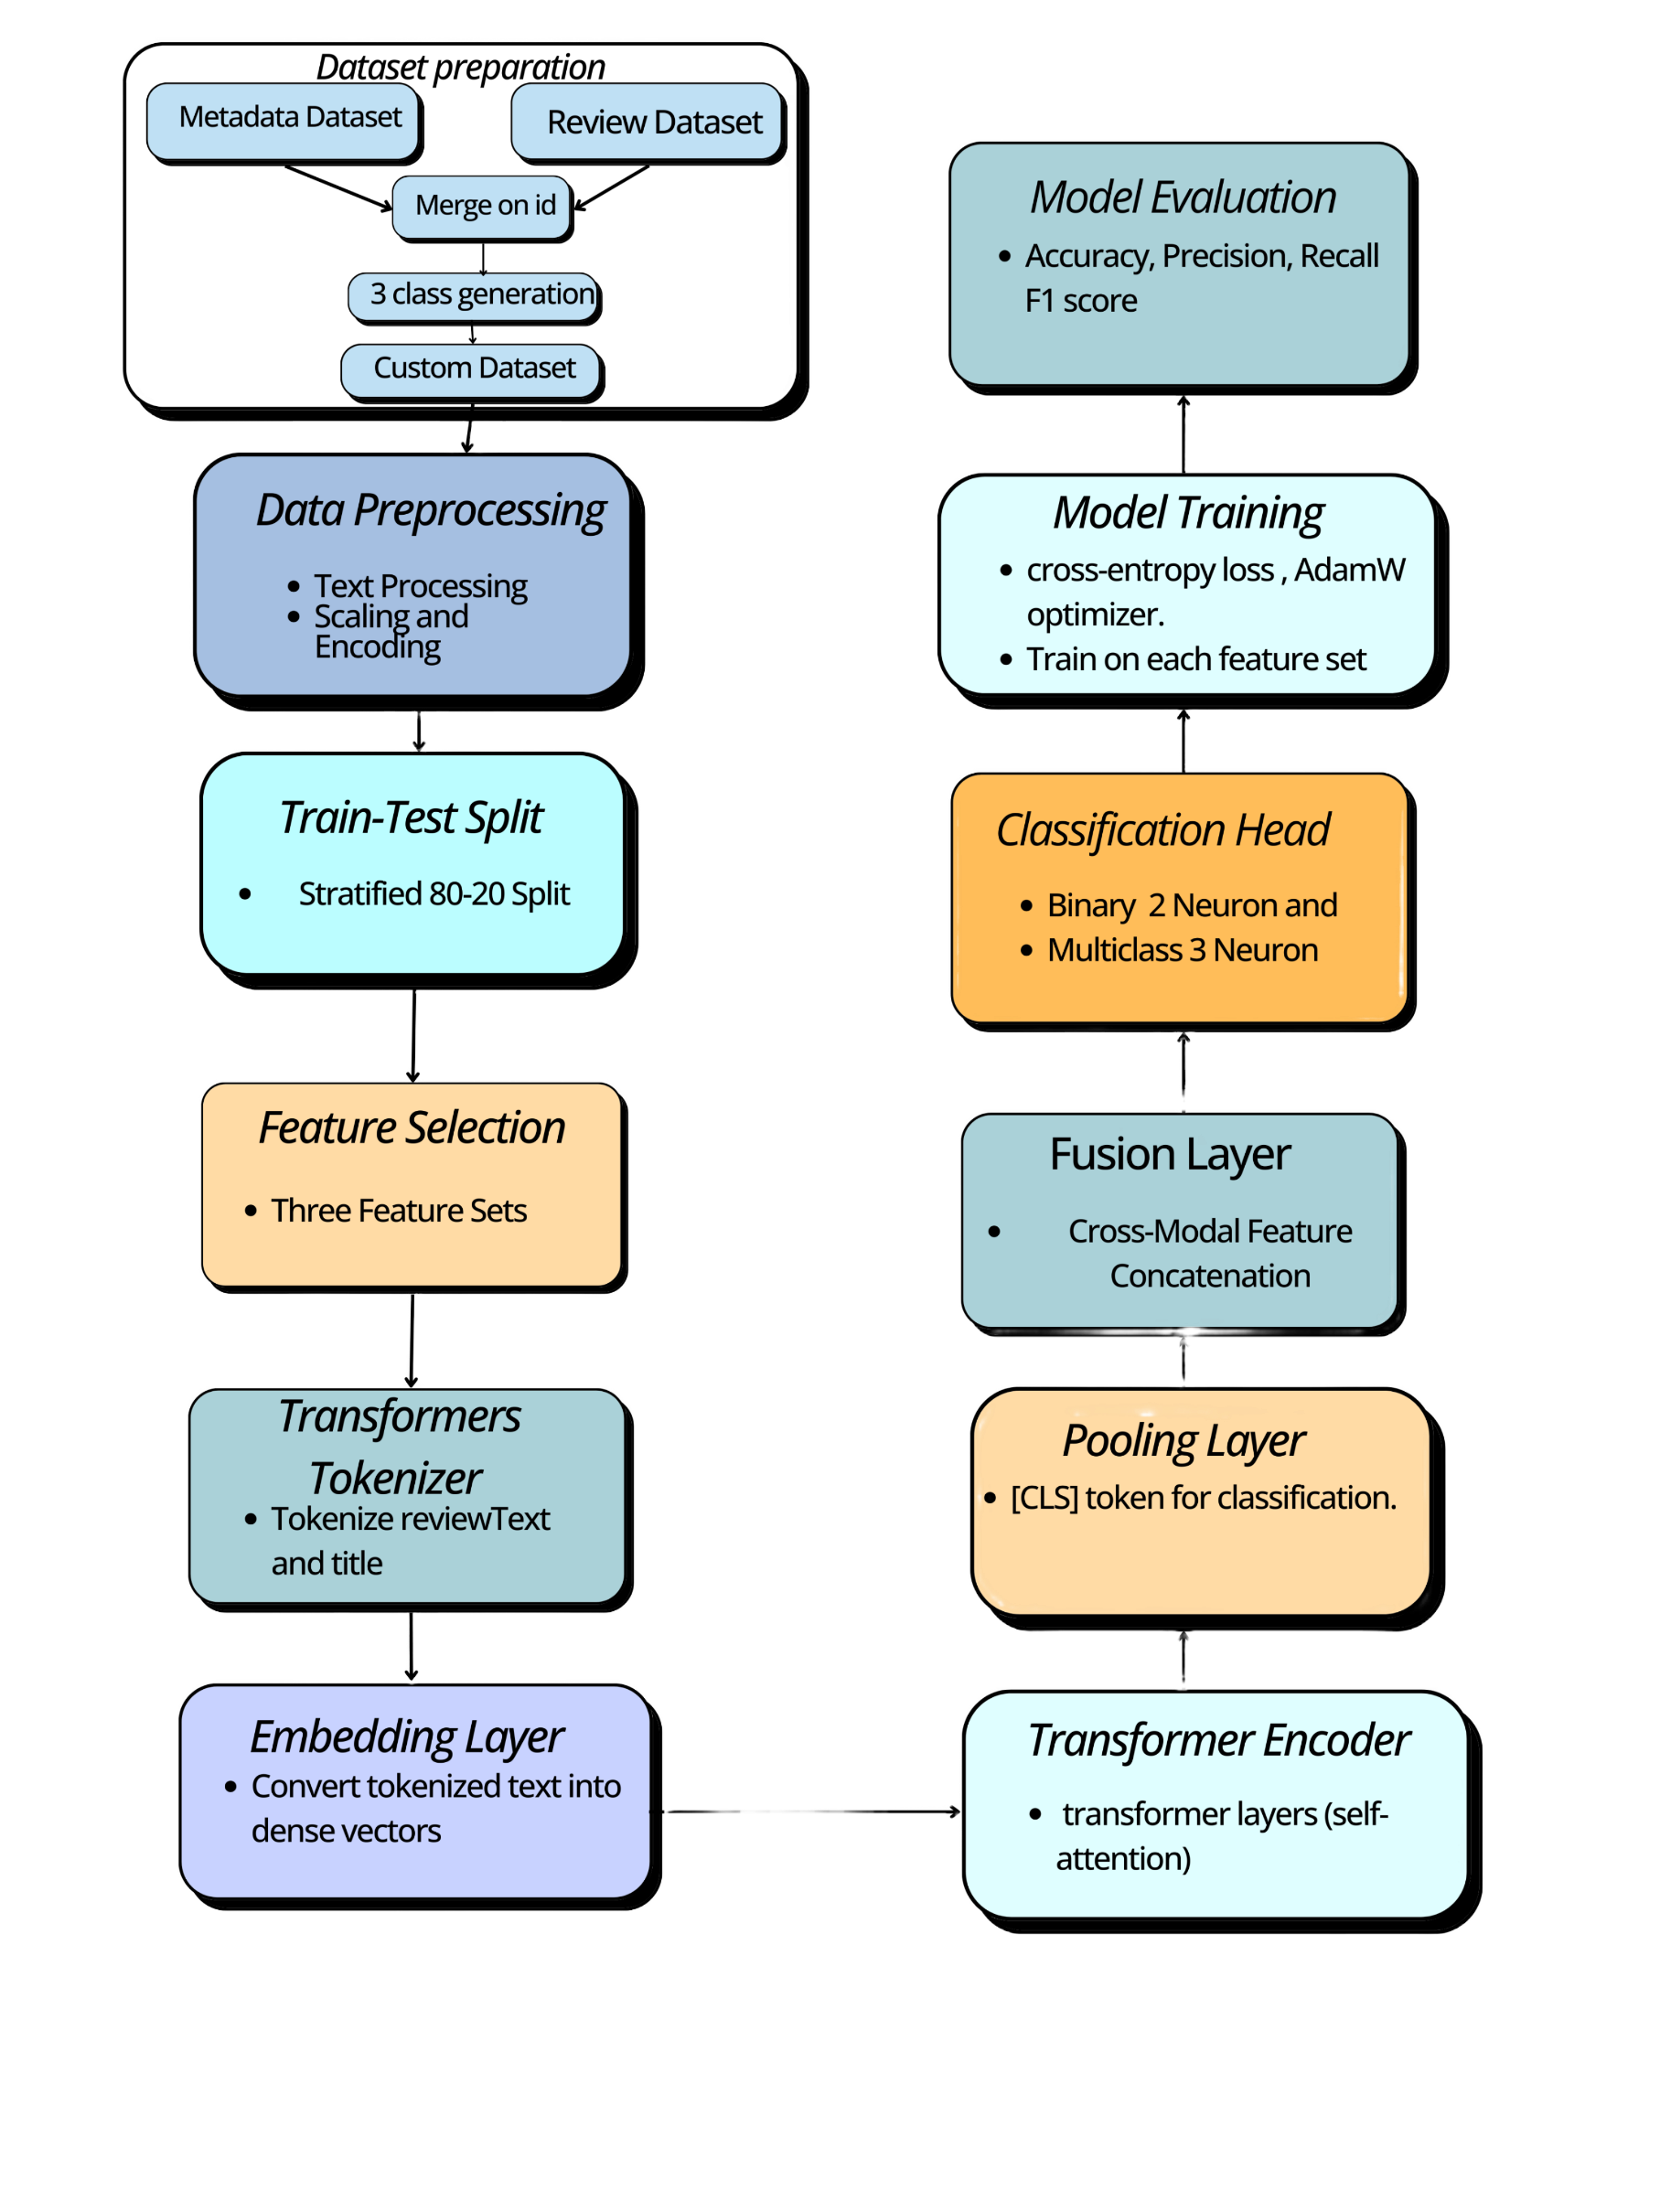 Dataset preparation
Metadata Dataset
Review Dataset
Merge on id
3 class generation
Custom Dataset
Data Preprocessing
• Text Processing
• Scaling and
Encoding
Train-Test Split
• Stratified 80-20 Split
Feature Selection
• Three Feature Sets
Transformers
Tokenizer
• Tokenize reviewText
and title
Embedding Layer
• Convert tokenized text into
dense vectors
Transformer Encoder
• transformer layers (self-
attention)
Pooling Layer
• [CLS] token for classification.
Fusion Layer
• Cross-Modal Feature
Concatenation
Classification Head
• Binary 2 Neuron and
• Multiclass 3 Neuron
Model Training
• cross-entropy loss , AdamW
optimizer.
• Train on each feature set
Model Evaluation
• Accuracy, Precision, Recall
F1 score